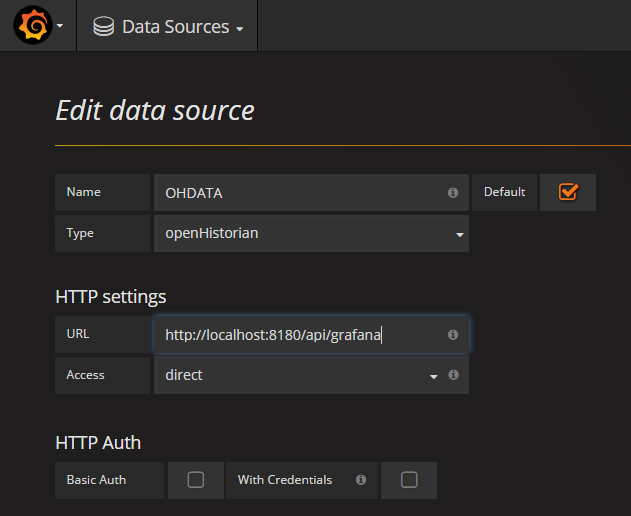 Data Sources
Edit data source
Name OHDATA Default
Type openHistorian
HTTP settings
URL http://localhost:8180/api/grafana
Access direct
HTTP Auth
Basic Auth With Credentials